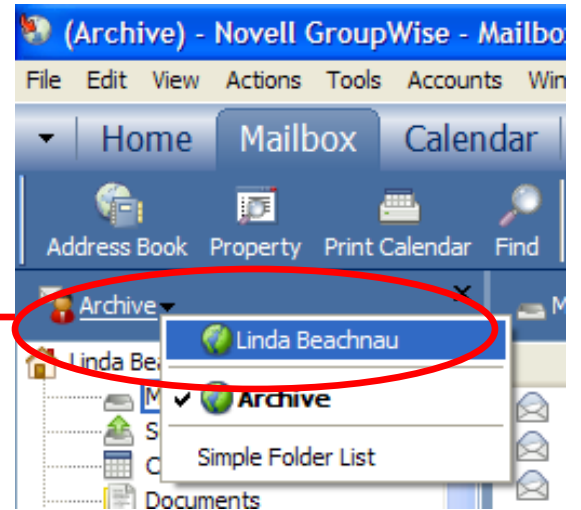 (Archive) - Novell GroupWise - Mailbo
File Edit View Actions Tools Accounts Win
Home Mailbox Calendar
Address Book Property Print Calendar Find
Archive M
Linda Beachnau
Linda Bea
M Archive
S
Simple Folder List
C
Documents